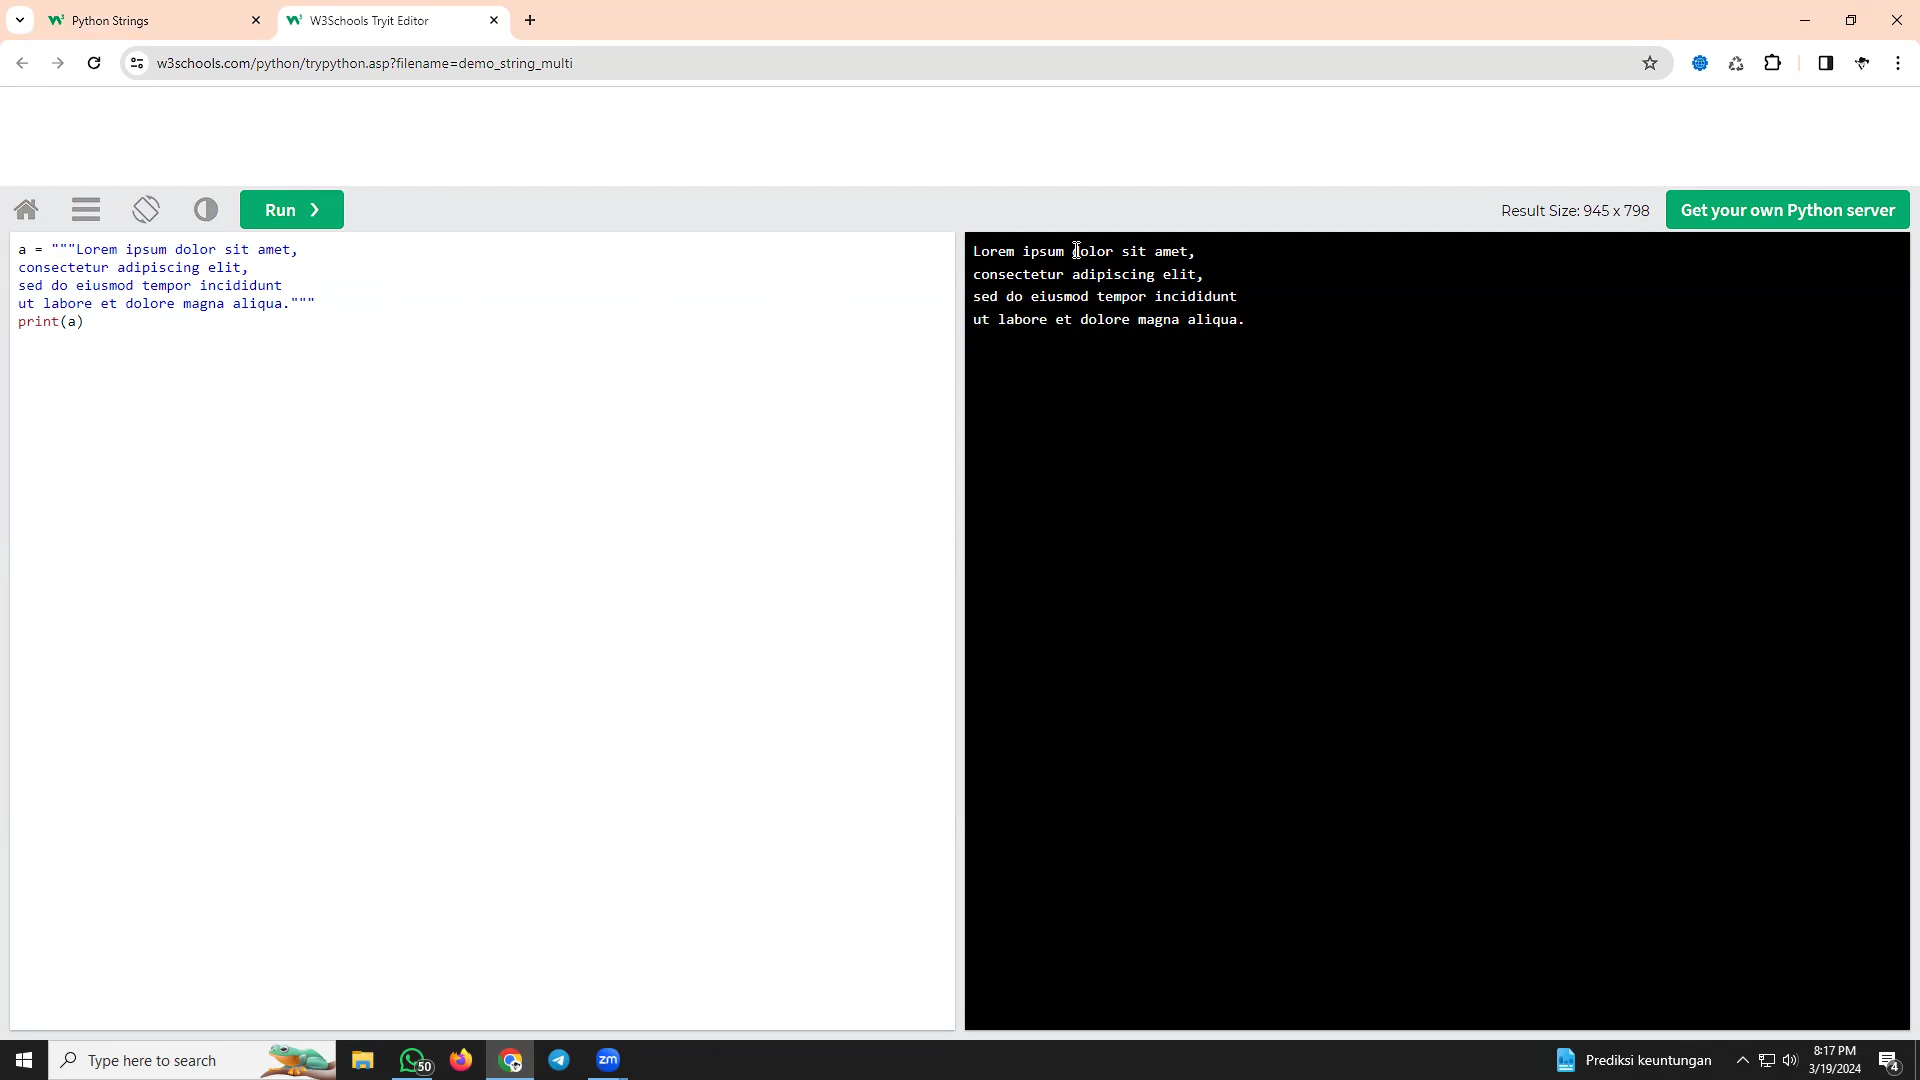 Python Strings
W3Schools Tryit Editor
w3schools.com/python/trypython.asp?filename=demo_string_multi
Run ❯
Result Size: 945 x 798
Get your own Python server
a = """Lorem ipsum dolor sit amet,
consectetur adipiscing elit,
sed do eiusmod tempor incididunt
ut labore et dolore magna aliqua."""
print(a)
Lorem ipsum dolor sit amet,
consectetur adipiscing elit,
sed do eiusmod tempor incididunt
ut labore et dolore magna aliqua.
Type here to search
50
zm
Prediksi keuntungan
8:17 PM
3/19/2024
4